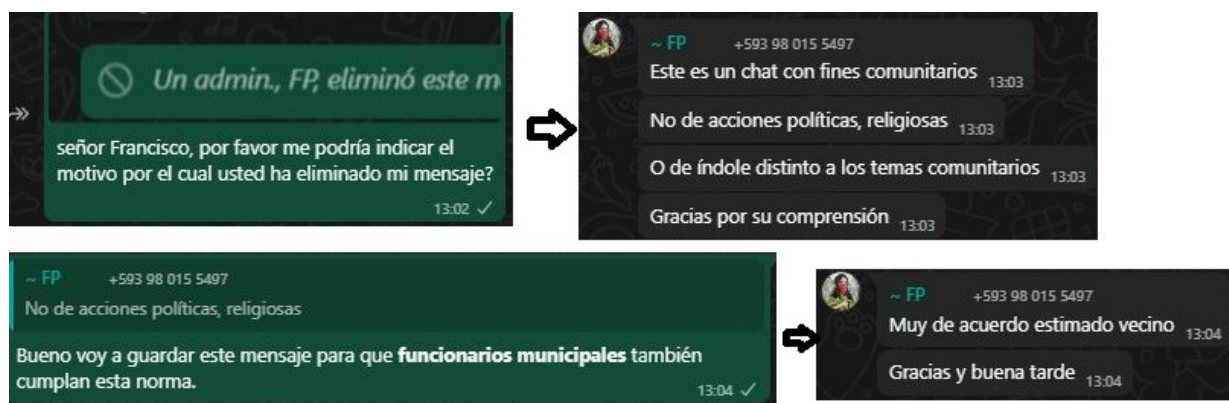 Un admin., FP, eliminó este m
señor Francisco, por favor me podría indicar el
motivo por el cual usted ha eliminado mi mensaje?
13:02
~ FP +593 98 015 5497
Este es un chat con fines comunitarios 13:03
No de acciones políticas, religiosas 13:03
O de índole distinto a los temas comunitarios 13:03
Gracias por su comprensión 13:03
~ FP +593 98 015 5497
No de acciones políticas, religiosas
Bueno voy a guardar este mensaje para que funcionarios municipales también
cumplan esta norma.
13:04
~ FP +593 98 015 5497
Muy de acuerdo estimado vecino 13:04
Gracias y buena tarde 13:04